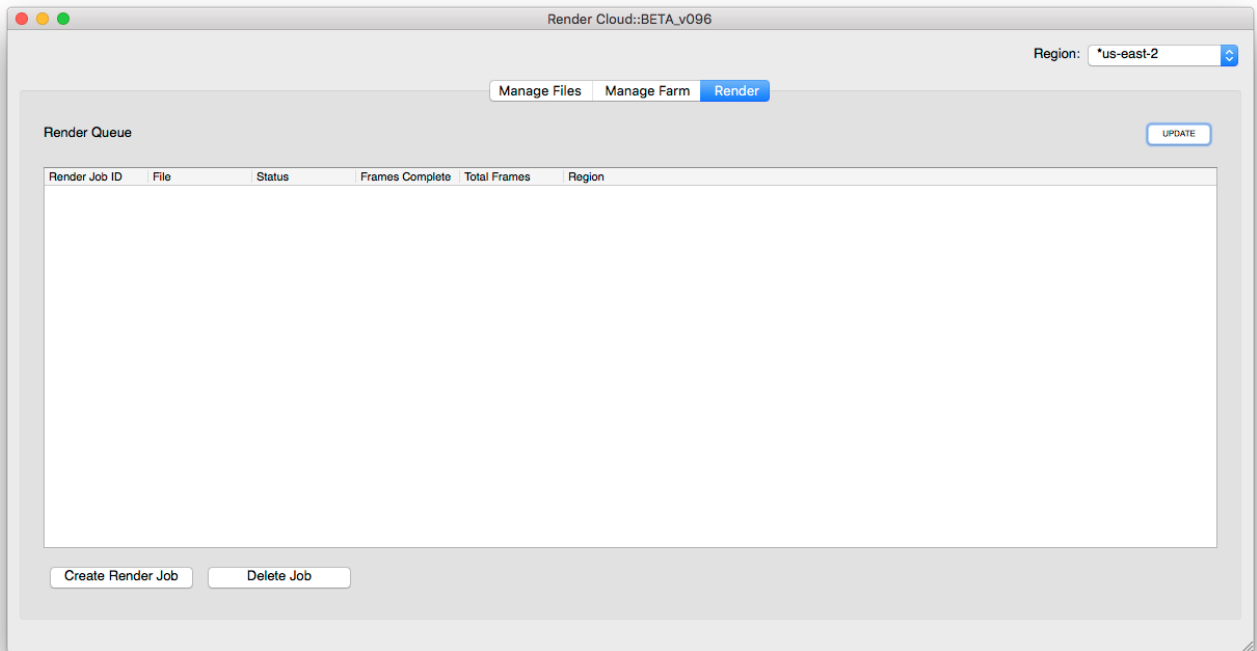 Render Cloud::BETA_v096
Region: *us-east-2
Manage Files Manage Farm Render
Render Queue UPDATE
Render Job ID File Status Frames Complete Total Frames Region
Create Render Job Delete Job